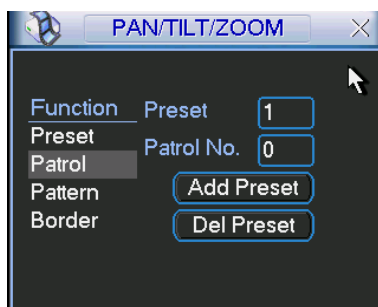 PAN/TILT/ZOOM
Function
Preset
Patrol
Pattern
Border
Preset 1
Patrol No. 0
Add Preset
Del Preset